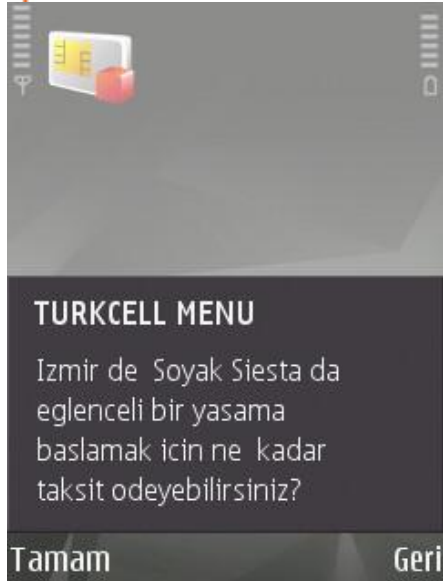 TURKCELL MENU
Izmir de  Soyak Siesta da
eglenceli bir yasama
baslamak icin ne  kadar
taksit odeyebilirsiniz?
Tamam Geri